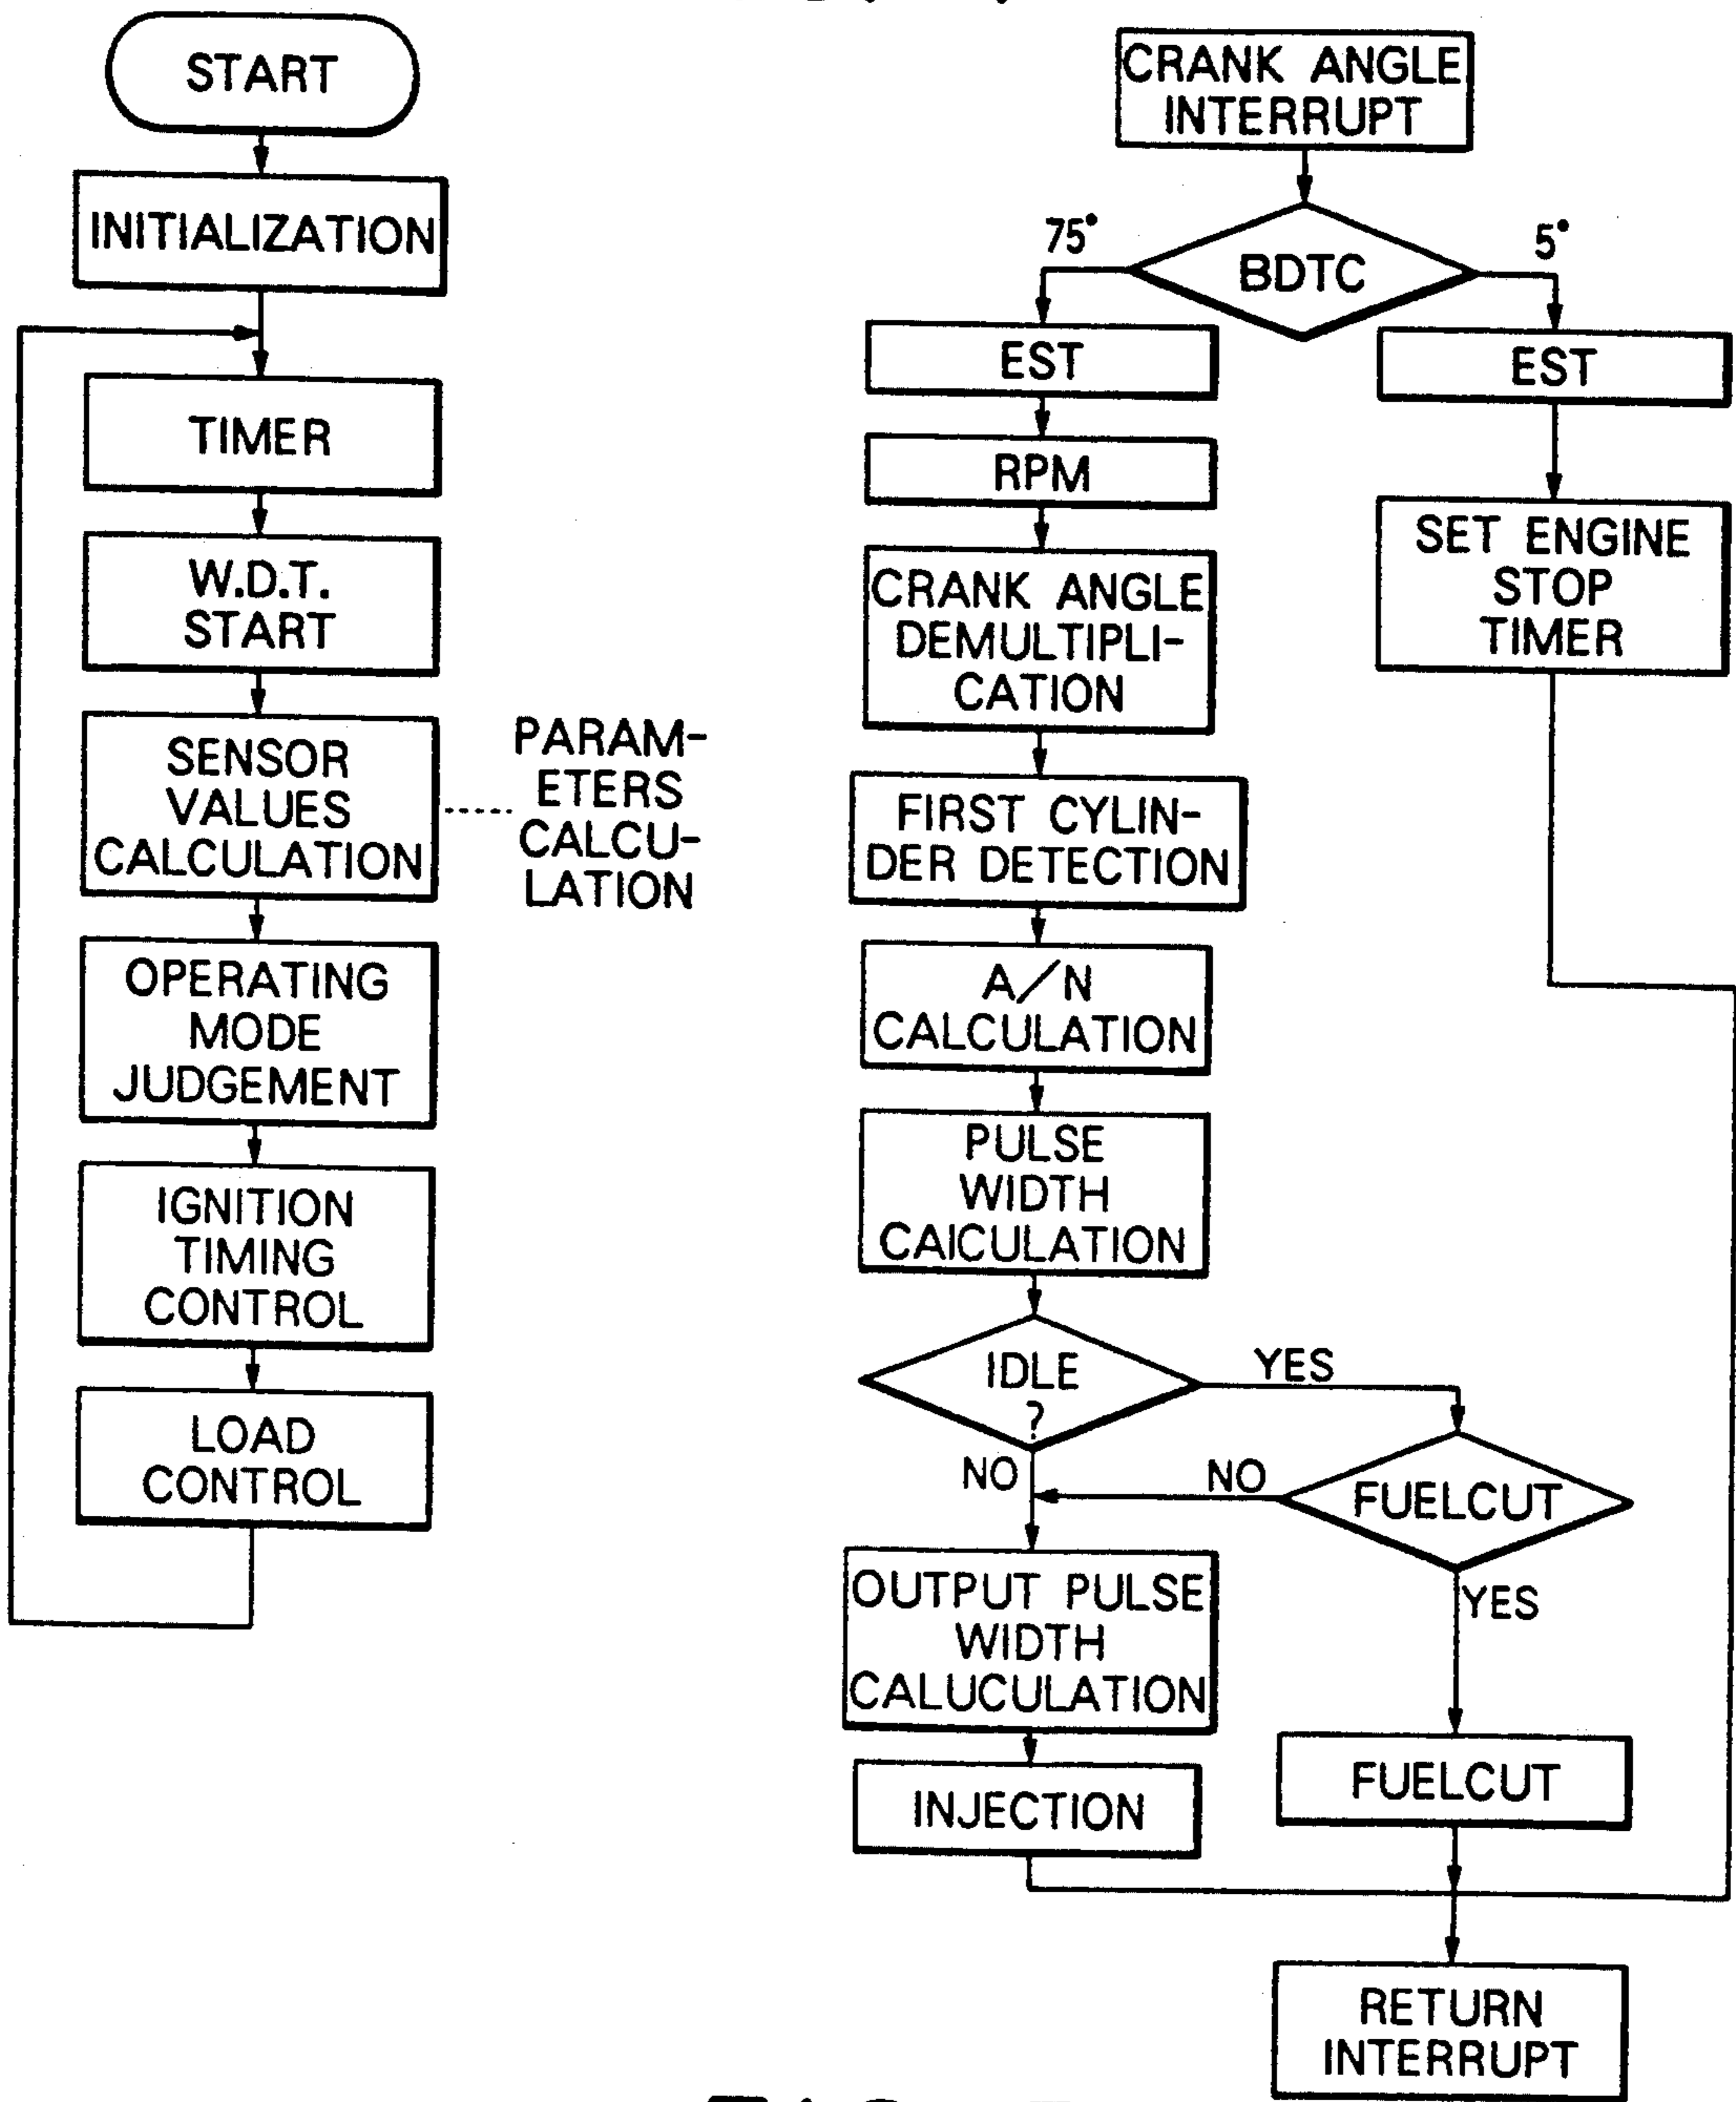 START
INITIALIZATION
TIMER
W.D.T.
START
SENSOR
VALUES
CALCULATION
PARAM-
ETERS
CALCU-
LATION
OPERATING
MODE
JUDGEMENT
IGNITION
TIMING
CONTROL
LOAD
CONTROL
CRANK ANGLE
INTERRUPT
75°
BDTC
5°
EST
EST
RPM
SET ENGINE
STOP
TIMER
CRANK ANGLE
DEMULTIPLI-
CATION
FIRST CYLIN-
DER DETECTION
A/N
CALCULATION
PULSE
WIDTH
CAICULATION
IDLE
?
YES
NO
NO
FUELCUT
YES
OUTPUT PULSE
WIDTH
CALUCULATION
INJECTION
FUELCUT
RETURN
INTERRUPT